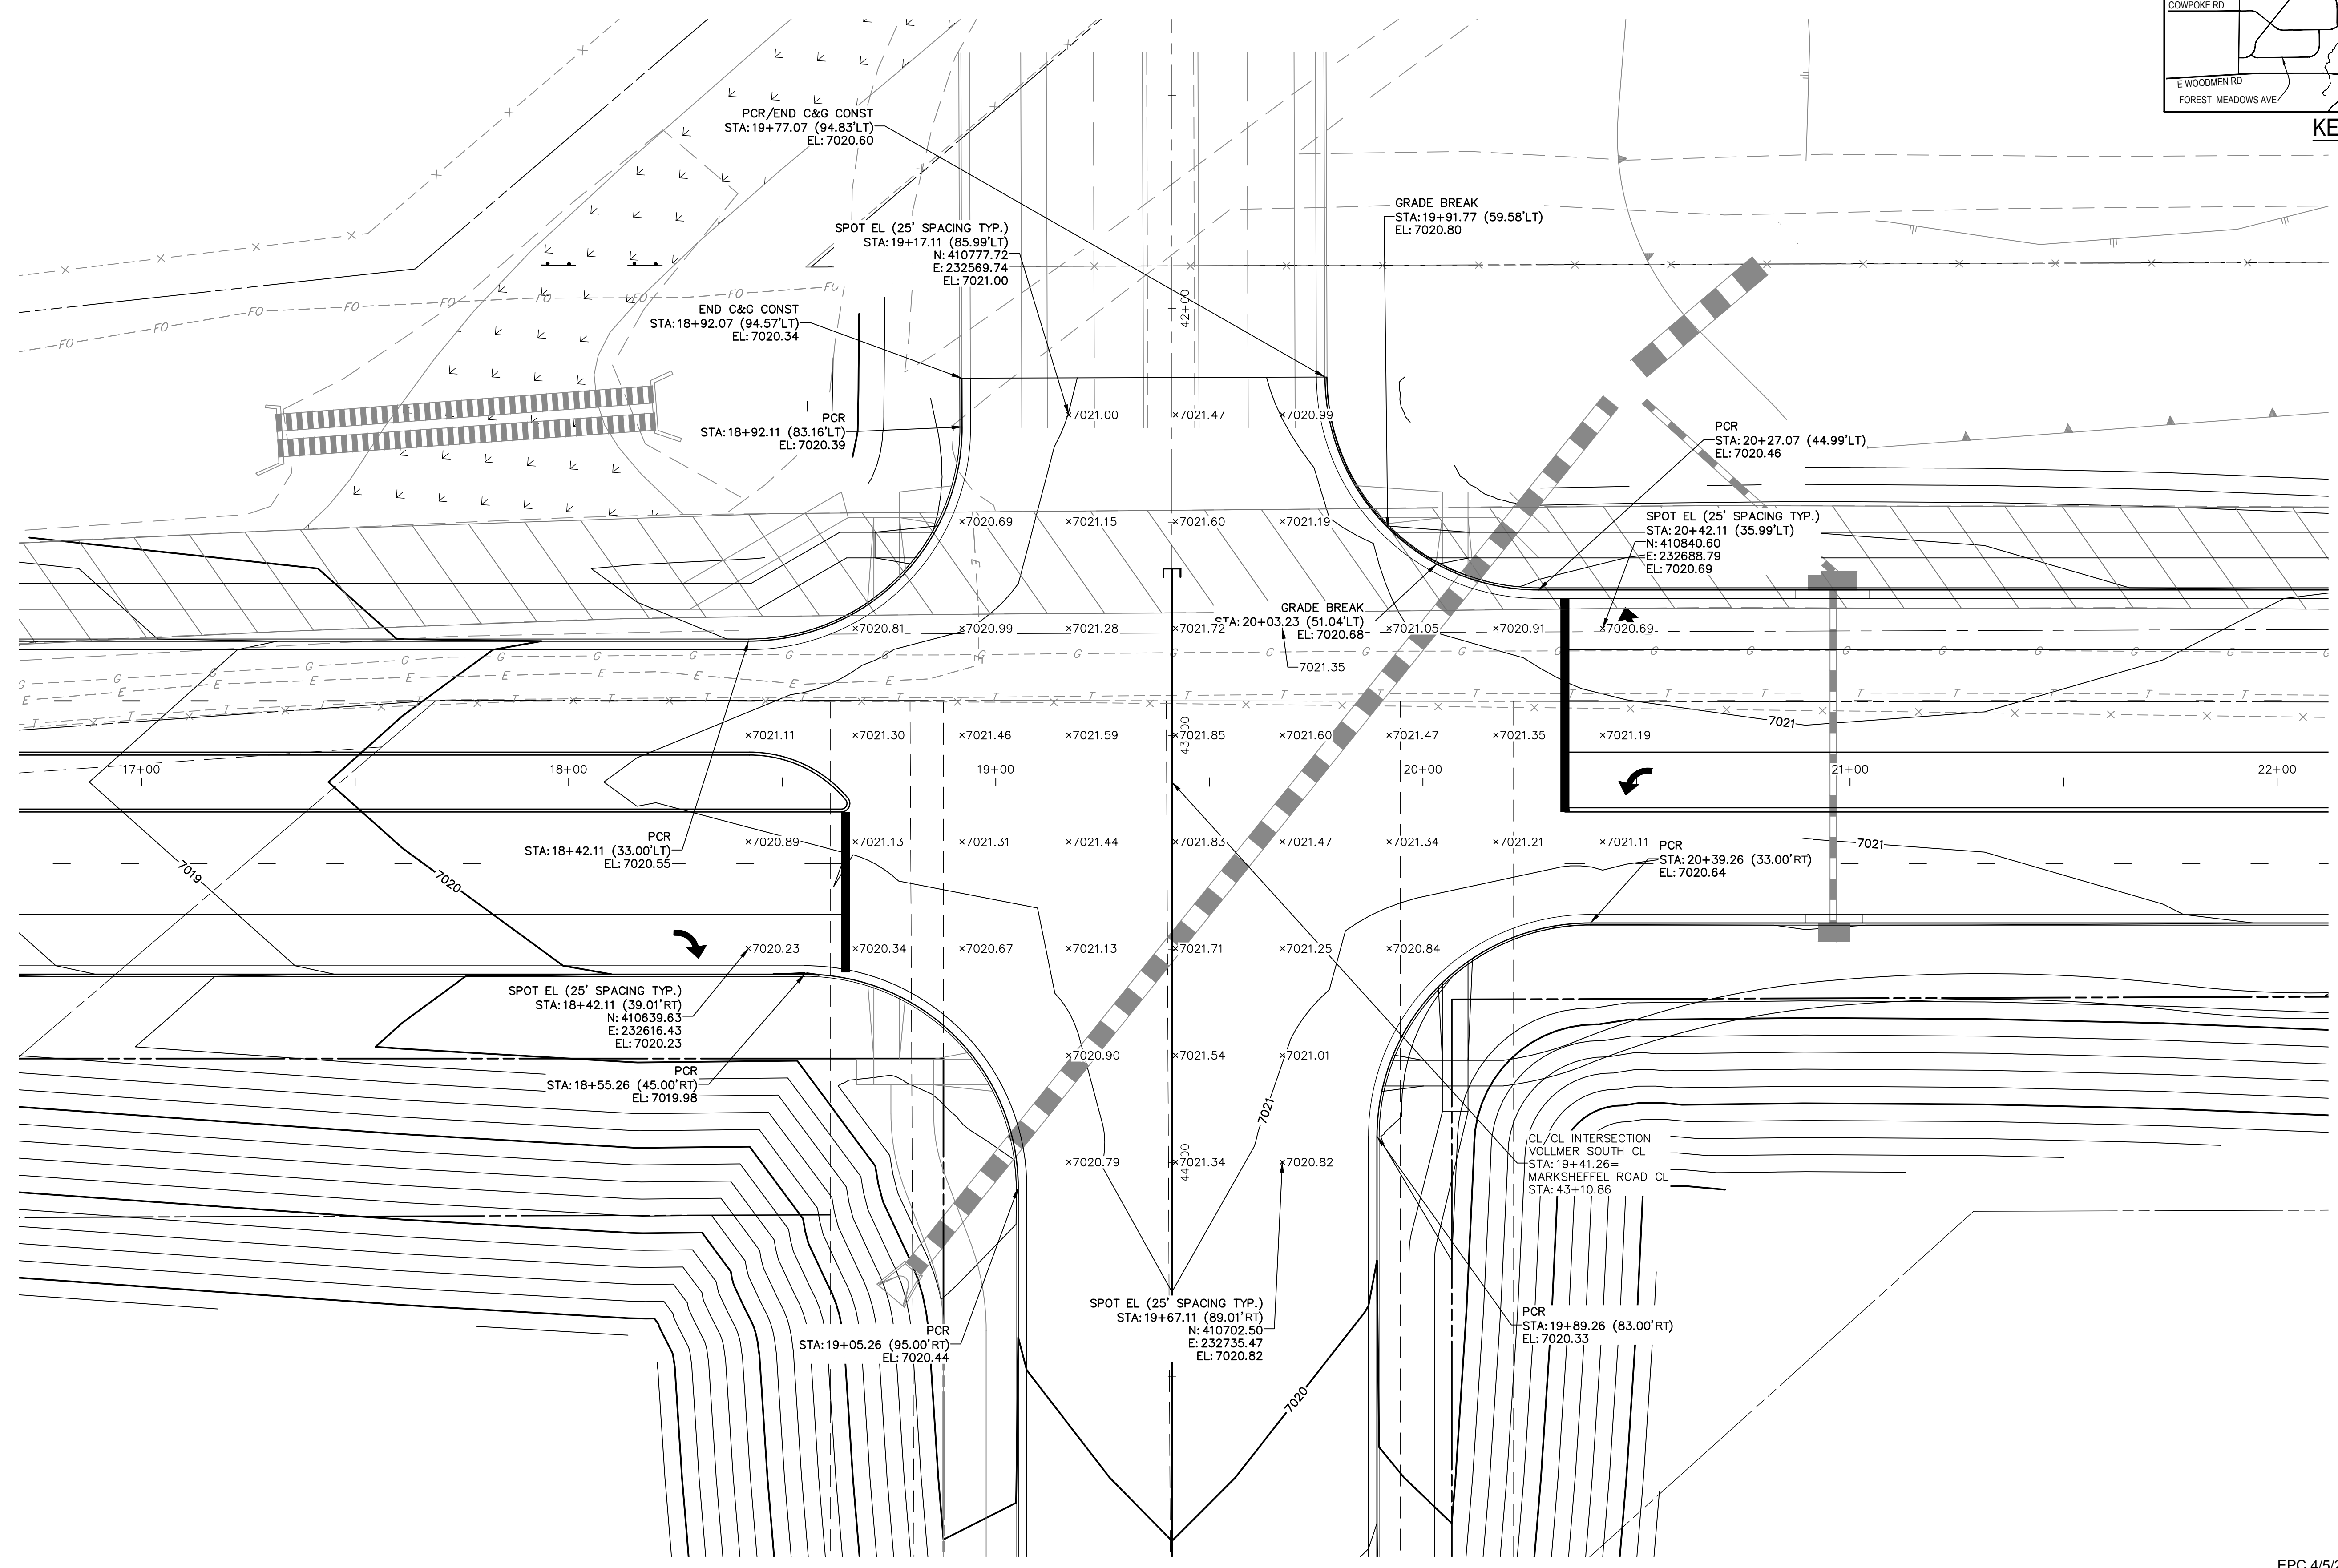 COWPOKE RD
E WOODMEN RD
FOREST MEADOWS AVE
KE
PCR/END C&G CONST
STA: 19+77.07 (94.83'LT)
EL: 7020.60
GRADE BREAK
STA: 19+91.77 (59.58'LT)
EL: 7020.80
SPOT EL (25' SPACING TYP.)
STA: 19+17.11 (85.99'LT)
N: 410777.72
E: 232569.74
EL: 7021.00
END C&G CONST
STA: 18+92.07 (94.57'LT)
EL: 7020.34
42+00
FO FO FO FO FO FO FO FO
PCR
STA: 18+92.11 (83.16'LT)
EL: 7020.39
×7021.00 ×7021.47 ×7020.99
PCR
STA: 20+27.07 (44.99'LT)
EL: 7020.46
×7020.69 ×7021.15 ×7021.60 ×7021.19
SPOT EL (25' SPACING TYP.)
STA: 20+42.11 (35.99'LT)
N: 410840.60
E: 232688.79
EL: 7020.69
GRADE BREAK
STA: 20+03.23 (51.04'LT)
EL: 7020.68
×7020.81 ×7020.99 ×7021.28 ×7021.72 ×7021.05 ×7020.91 ×7020.69
7021.35
G G G G G G G G G G G G G G G G G G G G G G G G G
E E E E E E E E E E E E
T T T T T T T T T T T T T T T T T T T T T T T T
7021
×7021.11 ×7021.30 ×7021.46 ×7021.59 ×7021.85 ×7021.60 ×7021.47 ×7021.35 ×7021.19
43+00
17+00 18+00 19+00 20+00 21+00 22+00
PCR
STA: 18+42.11 (33.00'LT)
EL: 7020.55
×7020.89 ×7021.13 ×7021.31 ×7021.44 ×7021.83 ×7021.47 ×7021.34 ×7021.21 ×7021.11
7021
PCR
STA: 20+39.26 (33.00'RT)
EL: 7020.64
7019
7020
×7020.23 ×7020.34 ×7020.67 ×7021.13 ×7021.71 ×7021.25 ×7020.84
SPOT EL (25' SPACING TYP.)
STA: 18+42.11 (39.01'RT)
N: 410639.63
E: 232616.43
EL: 7020.23
×7020.90 ×7021.54 ×7021.01
PCR
STA: 18+55.26 (45.00'RT)
EL: 7019.98
7021
×7020.79 ×7021.34 ×7020.82
44+00
CL/CL INTERSECTION
VOLLMER SOUTH CL
STA: 19+41.26=
MARKSHEFFEL ROAD CL
STA: 43+10.86
SPOT EL (25' SPACING TYP.)
STA: 19+67.11 (89.01'RT)
N: 410702.50
E: 232735.47
EL: 7020.82
PCR
STA: 19+05.26 (95.00'RT)
EL: 7020.44
PCR
STA: 19+89.26 (83.00'RT)
EL: 7020.33
7020
EPC 4/5/2